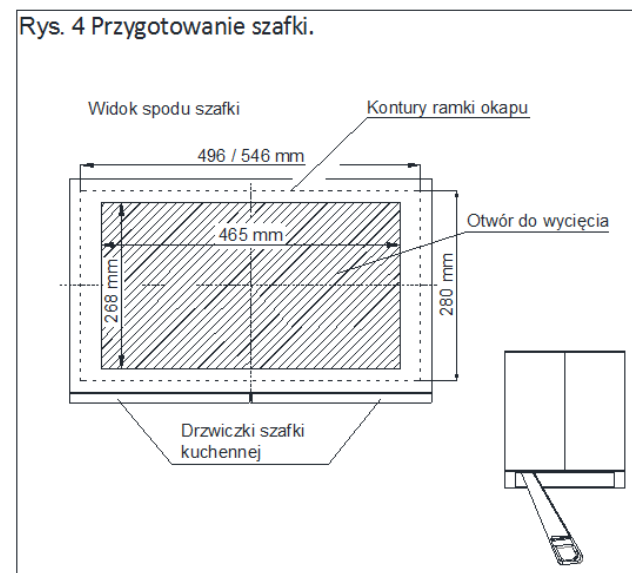 Rys. 4 Przygotowanie szafki.
Widok spodu szafki
Kontury ramki okapu
496 / 546 mm
Otwór do wycięcia
465 mm
268 mm
280 mm
Drzwiczki szafki
kuchennej